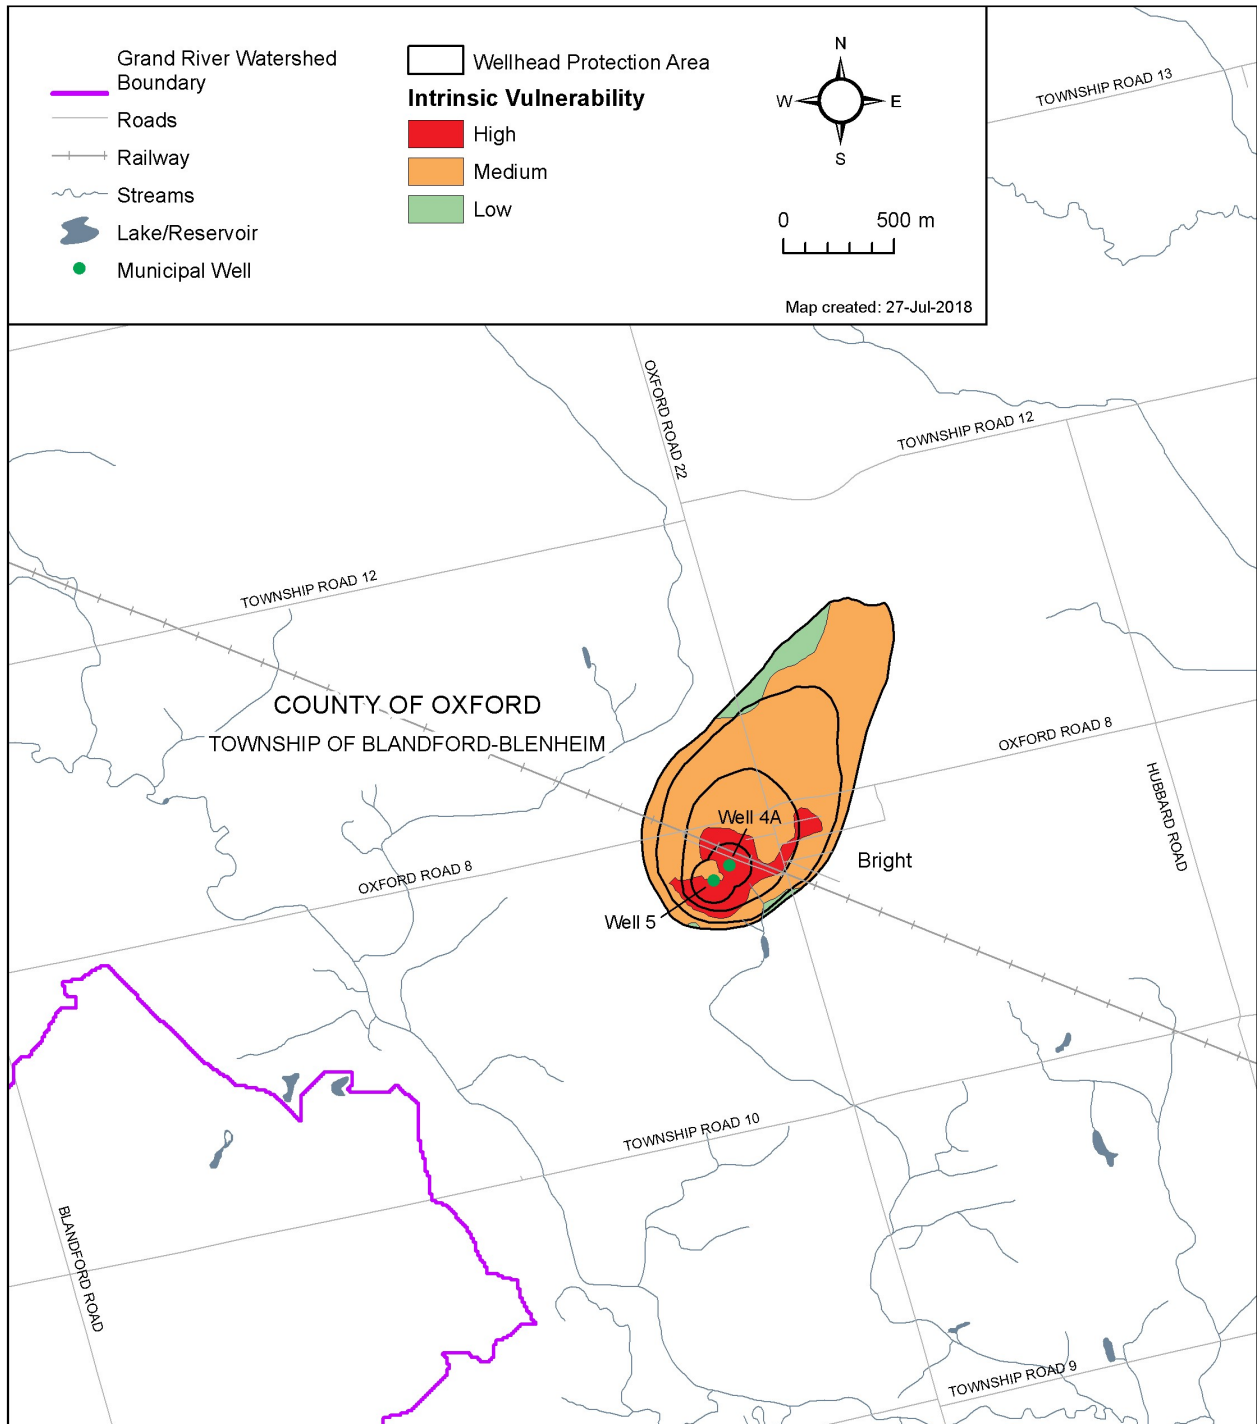 Grand River Watershed
Boundary
Roads
Railway
Streams
Lake/Reservoir
Municipal Well
Wellhead Protection Area
Intrinsic Vulnerability
High
Medium
Low
N
W
E
S
0
500 m
Map created: 27-Jul-2018
TOWNSHIP ROAD 13
OXFORD ROAD 22
TOWNSHIP ROAD 12
TOWNSHIP ROAD 12
COUNTY OF OXFORD
TOWNSHIP OF BLANDFORD-BLENHEIM
OXFORD ROAD 8
HUBBARD ROAD
Well 4A
Bright
OXFORD ROAD 8
Well 5
TOWNSHIP ROAD 10
BLANDFORD ROAD
TOWNSHIP ROAD 9